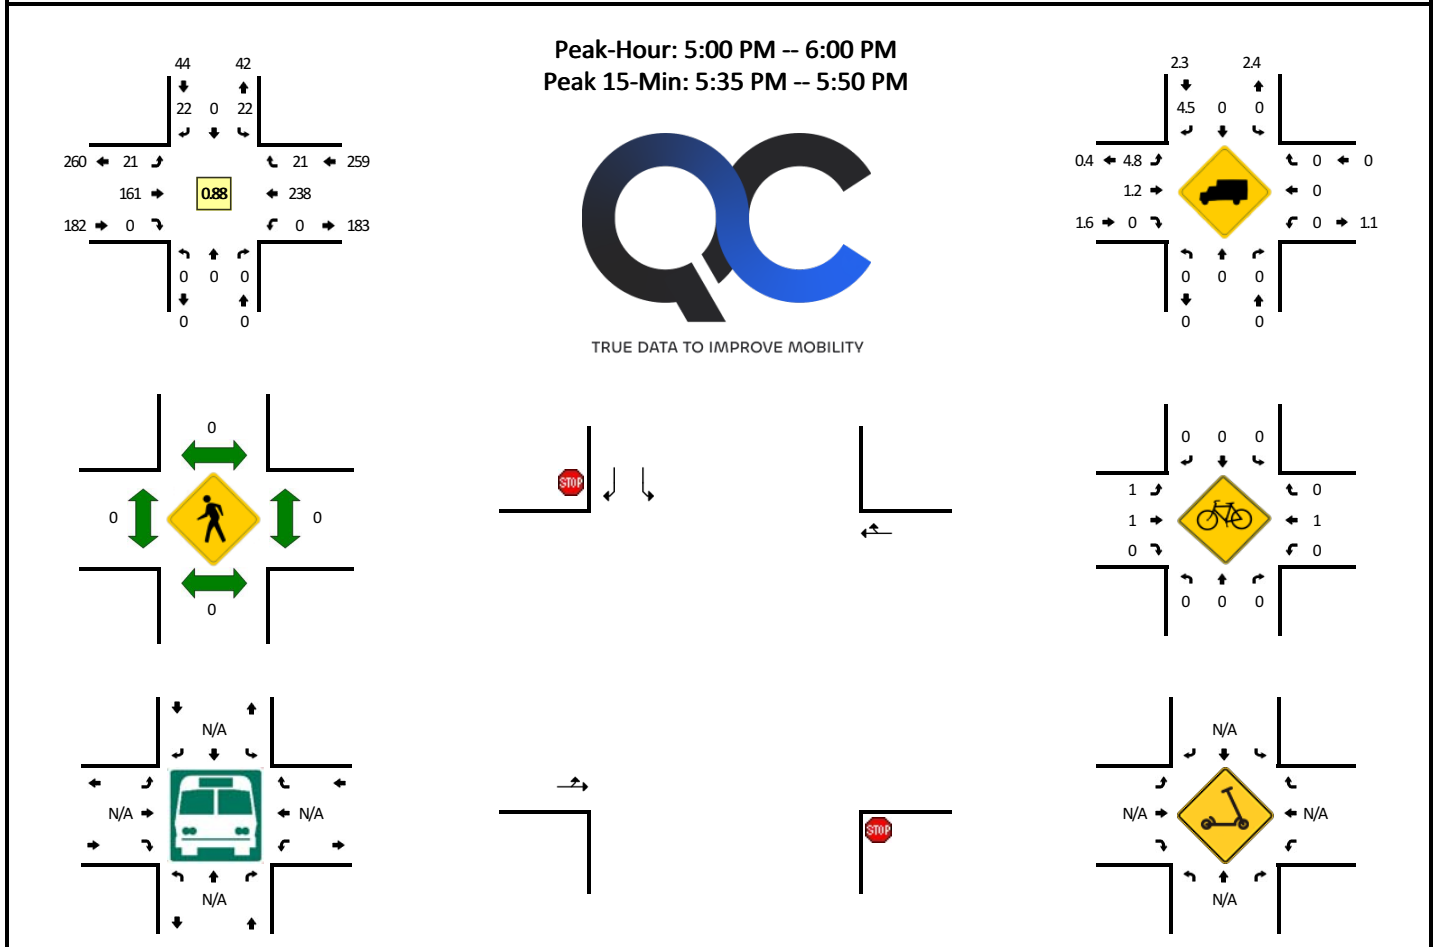 Peak-Hour: 5:00 PM -- 6:00 PM
Peak 15-Min: 5:35 PM -- 5:50 PM
44 42
22 0 22
260 21 21 259
161 0.88 238
182 0 0 183
0 0 0
0 0
QC
TRUE DATA TO IMPROVE MOBILITY
2.3 2.4
4.5 0 0
0.4 4.8 0 0
1.2 0
1.6 0 0 1.1
0 0 0
0 0
0
0 0
0
STOP
STOP
0 0 0
1 0
1 1
0 0
0 0 0
N/A
N/A N/A
N/A
N/A
N/A N/A
N/A